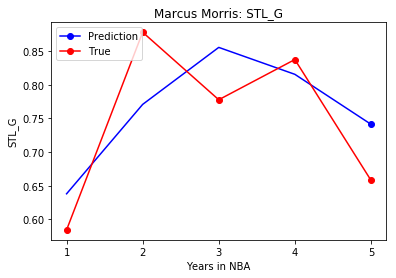 Marcus Morris: STL_G
Prediction
True
STL_G
0.85
0.80
0.75
0.70
0.65
0.60
1 2 3 4 5
Years in NBA